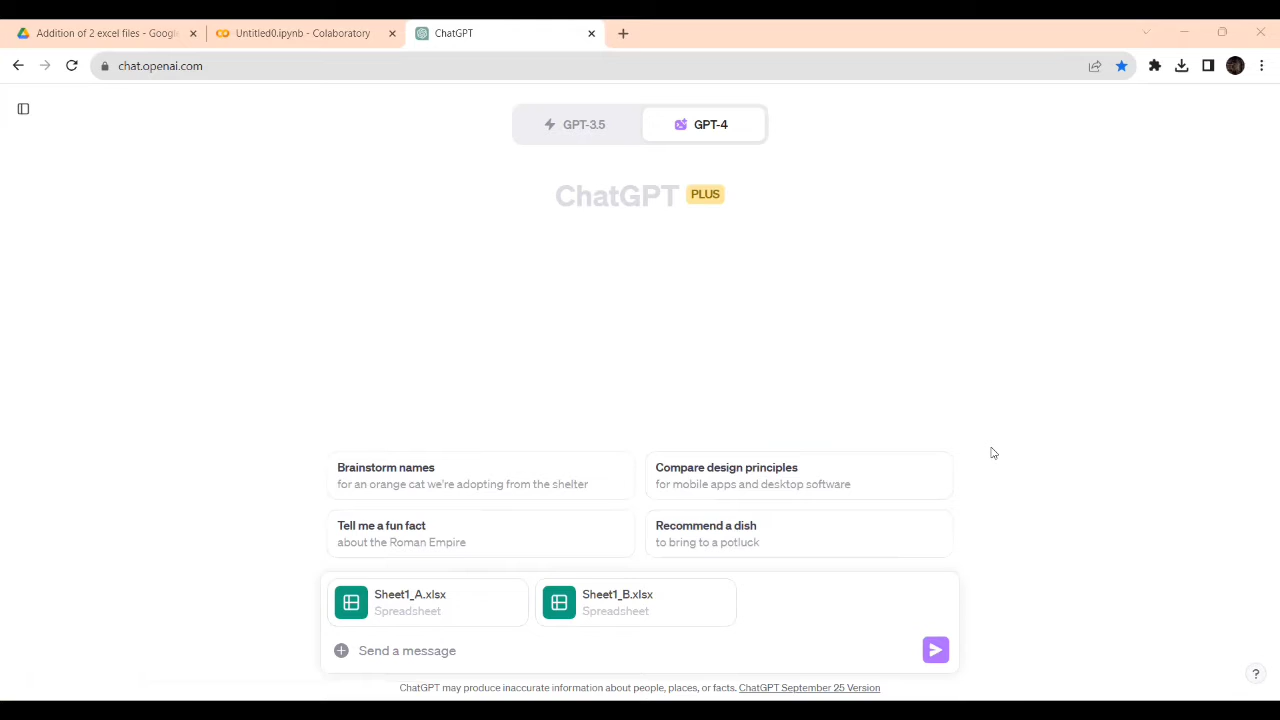 Addition of 2 excel files - Google
Untitled0.ipynb - Colaboratory
ChatGPT
chat.openai.com
GPT-3.5
GPT-4
ChatGPT PLUS
Brainstorm names
for an orange cat we're adopting from the shelter
Compare design principles
for mobile apps and desktop software
Tell me a fun fact
about the Roman Empire
Recommend a dish
to bring to a potluck
Sheet1_A.xlsx
Spreadsheet
Sheet1_B.xlsx
Spreadsheet
Send a message
ChatGPT may produce inaccurate information about people, places, or facts. ChatGPT September 25 Version
?